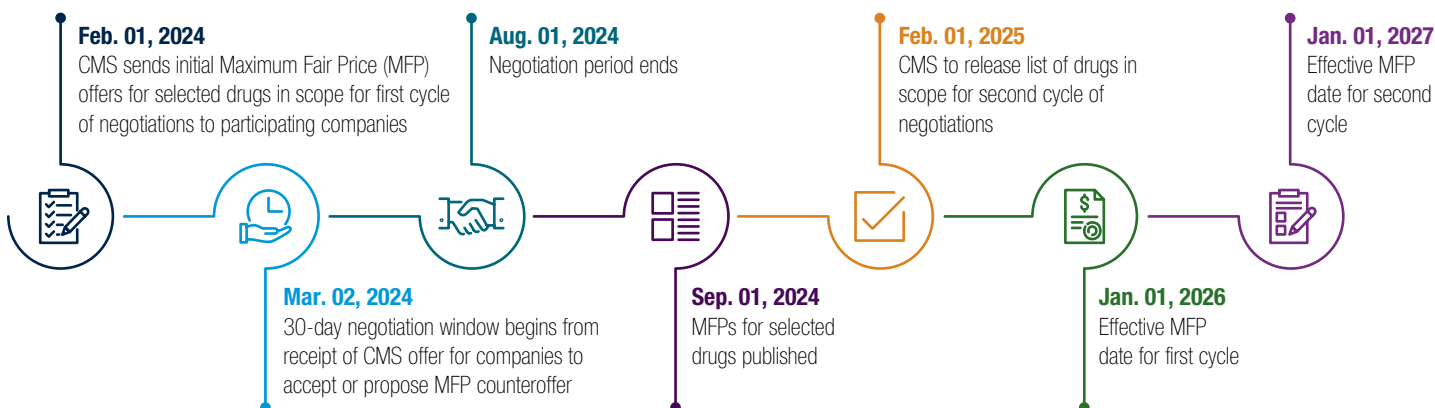 Feb. 01, 2024
CMS sends initial Maximum Fair Price (MFP)
offers for selected drugs in scope for first cycle
of negotiations to participating companies
Mar. 02, 2024
30-day negotiation window begins from
receipt of CMS offer for companies to
accept or propose MFP counteroffer
Aug. 01, 2024
Negotiation period ends
Sep. 01, 2024
MFPs for selected
drugs published
Feb. 01, 2025
CMS to release list of drugs in
scope for second cycle of
negotiations
$
Jan. 01, 2026
Effective MFP
date for first cycle
Jan. 01, 2027
Effective MFP
date for second
cycle